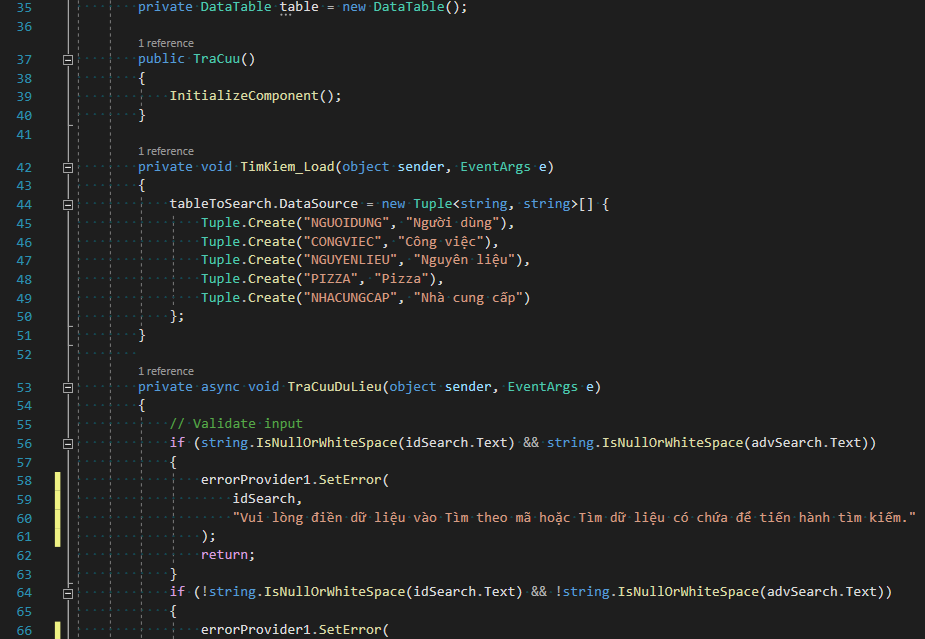 35 private DataTable table = new DataTable();
36
1 reference
37 public TraCuu()
38 {
39 InitializeComponent();
40 }
41
1 reference
42 private void TimKiem_Load(object sender, EventArgs e)
43 {
44 tableToSearch.DataSource = new Tuple<string, string>[] {
45 Tuple.Create("NGUOIDUNG", "Người dùng"),
46 Tuple.Create("CONGVIEC", "Công việc"),
47 Tuple.Create("NGUYENLIEU", "Nguyên liệu"),
48 Tuple.Create("PIZZA", "Pizza"),
49 Tuple.Create("NHACUNGCAP", "Nhà cung cấp")
50 };
51 }
52
1 reference
53 private async void TraCuuDuLieu(object sender, EventArgs e)
54 {
55 // Validate input
56 if (string.IsNullOrWhiteSpace(idSearch.Text) && string.IsNullOrWhiteSpace(advSearch.Text))
57 {
58 errorProvider1.SetError(
59 idSearch,
60 "Vui lòng điền dữ liệu vào Tìm theo mã hoặc Tìm dữ liệu có chứa để tiến hành tìm kiếm."
61 );
62 return;
63 }
64 if (!string.IsNullOrWhiteSpace(idSearch.Text) && !string.IsNullOrWhiteSpace(advSearch.Text))
65 {
66 errorProvider1.SetError(